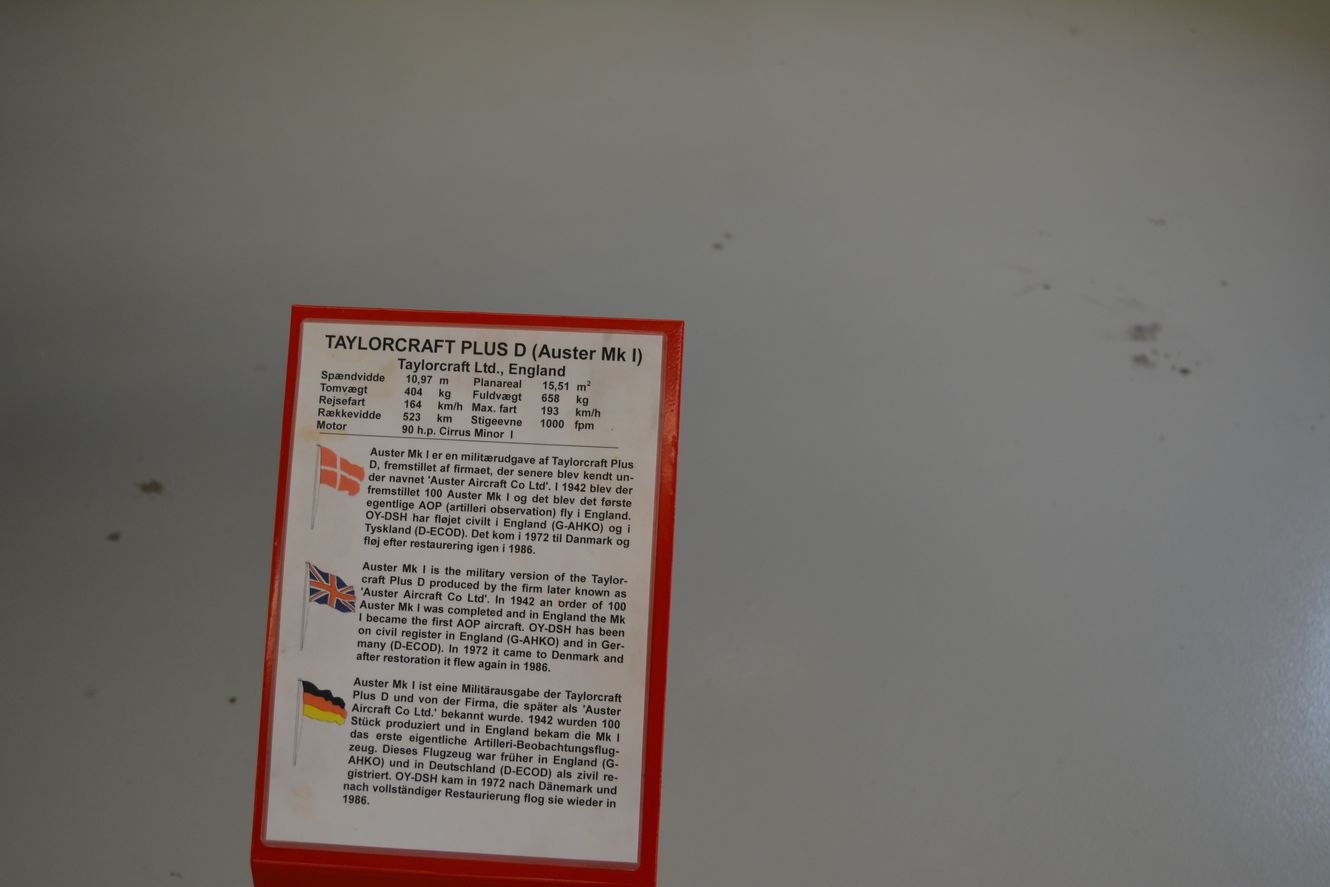 TAYLORCRAFT PLUS D (Auster Mk I)
Taylorcraft Ltd., England
Spændvidde 10,97 m Planareal 15,51 m²
Tomvægt 404 kg Fuldvægt 658 kg
Rejsefart 164 km/h Max. fart 193 km/h
Rækkevidde 523 km Stigeevne 1000 fpm
Motor 90 h.p. Cirrus Minor I
Auster Mk I er en militærudgave af Taylorcraft Plus
D, fremstillet af firmaet, der senere blev kendt un-
der navnet 'Auster Aircraft Co Ltd'. I 1942 blev der
fremstillet 100 Auster Mk I og det blev det første
egentlige AOP (artilleri observation) fly i England.
OY-DSH har fløjet civilt i England (G-AHKO) og i
Tyskland (D-ECOD). Det kom i 1972 til Danmark og
fløj efter restaurering igen i 1986.
Auster Mk I is the military version of the Taylor-
craft Plus D produced by the firm later known as
'Auster Aircraft Co Ltd'. In 1942 an order of 100
Auster Mk I was completed and in England the Mk
I became the first AOP aircraft. OY-DSH has been
on civil register in England (G-AHKO) and in Ger-
many (D-ECOD). In 1972 it came to Denmark and
after restoration it flew again in 1986.
Auster Mk I ist eine Militärausgabe der Taylorcraft
Plus D und von der Firma, die später als 'Auster
Aircraft Co Ltd.' bekannt wurde. 1942 wurden 100
Stück produziert und in England bekam die Mk I
das erste eigentliche Artilleri-Beobachtungsflug-
zeug. Dieses Flugzeug war früher in England (G-
AHKO) und in Deutschland (D-ECOD) als zivil re-
gistriert. OY-DSH kam in 1972 nach Dänemark und
nach vollständiger Restaurierung flog sie wieder in
1986.